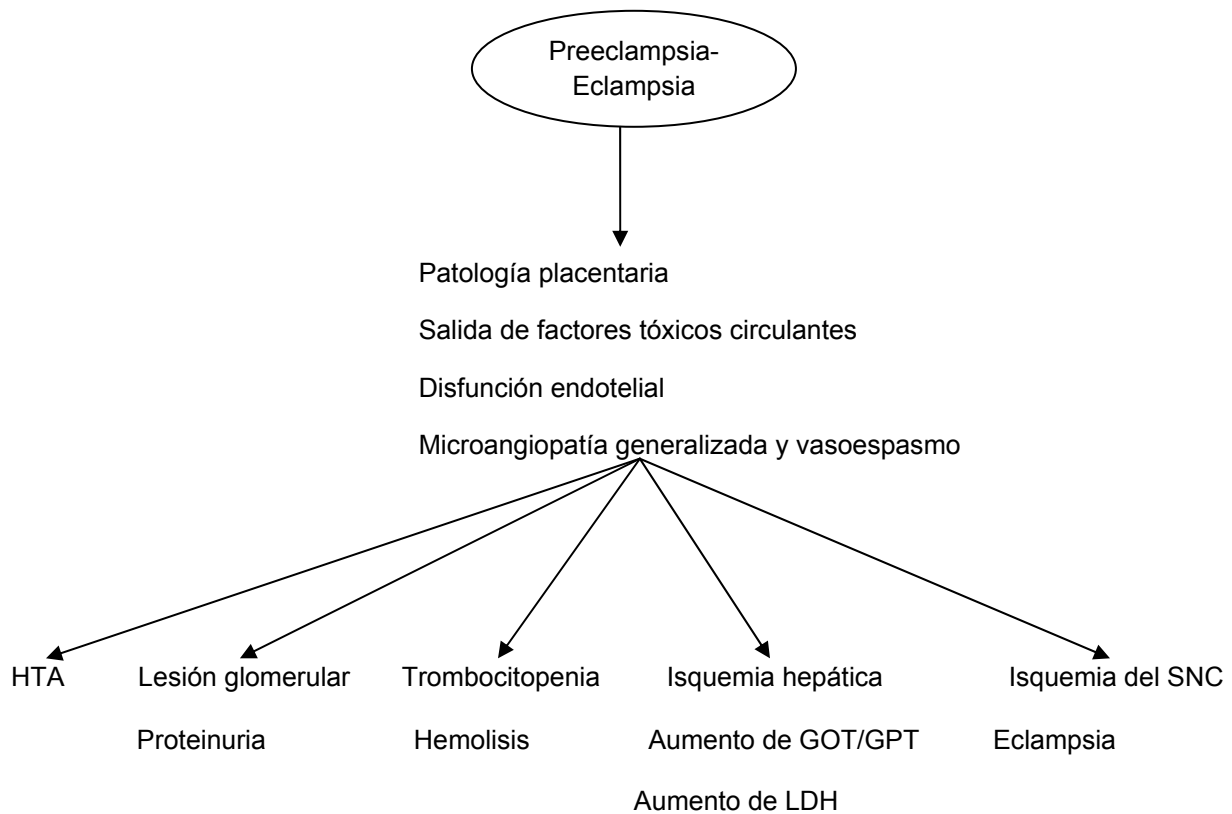 Preeclampsia-
Eclampsia
Patología placentaria
Salida de factores tóxicos circulantes
Disfunción endotelial
Microangiopatía generalizada y vasoespasmo
HTA
Lesión glomerular
Trombocitopenia
Isquemia hepática
Isquemia del SNC
Proteinuria
Hemolisis
Aumento de GOT/GPT
Eclampsia
Aumento de LDH